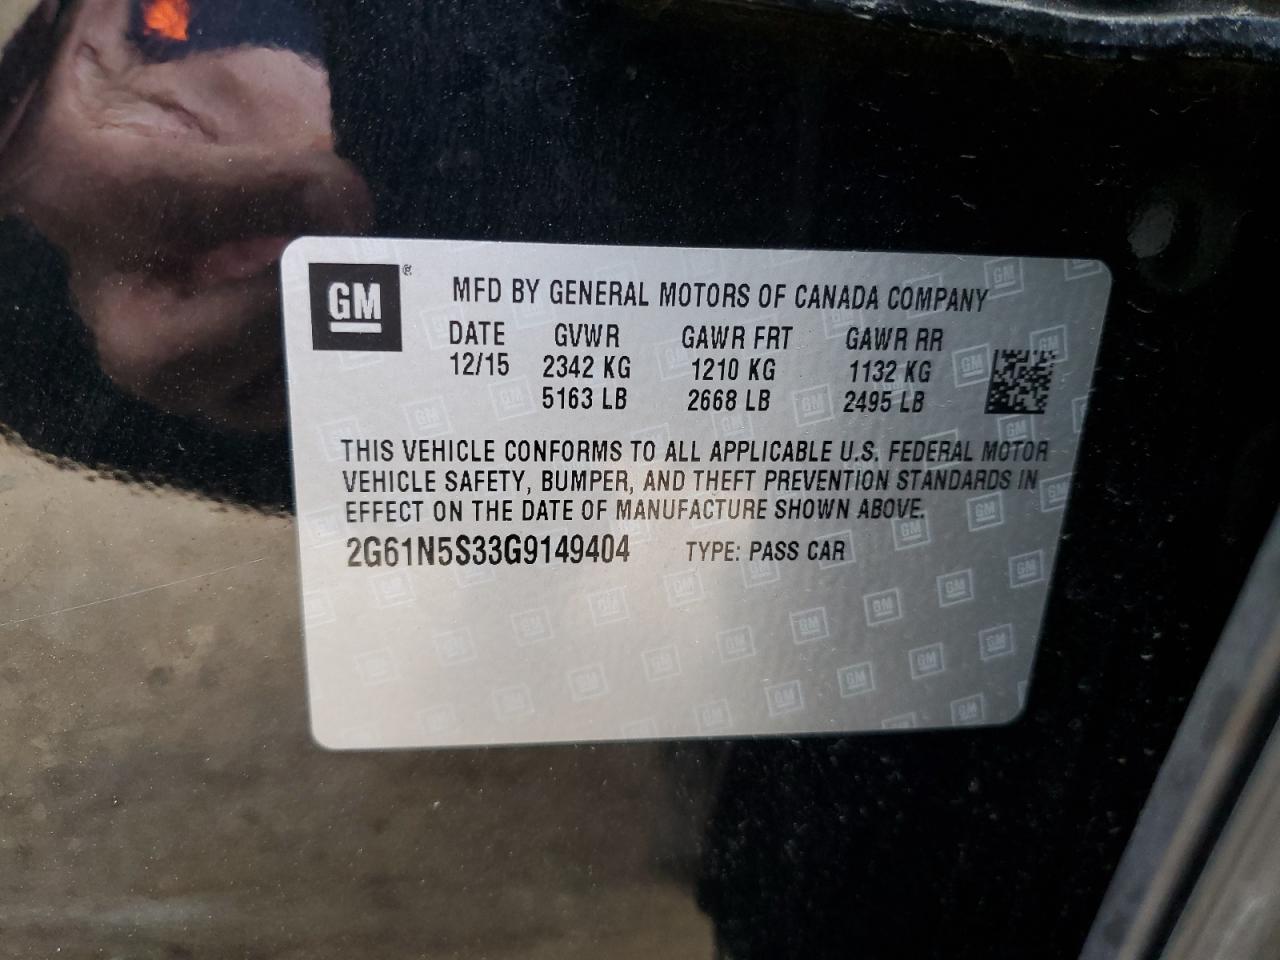 GM ®
MFD BY GENERAL MOTORS OF CANADA COMPANY
DATE GVWR GAWR FRT GAWR RR
12/15 2342 KG 1210 KG 1132 KG
5163 LB 2668 LB 2495 LB
THIS VEHICLE CONFORMS TO ALL APPLICABLE U.S. FEDERAL MOTOR
VEHICLE SAFETY, BUMPER, AND THEFT PREVENTION STANDARDS IN
EFFECT ON THE DATE OF MANUFACTURE SHOWN ABOVE.
2G61N5S33G9149404 TYPE: PASS CAR